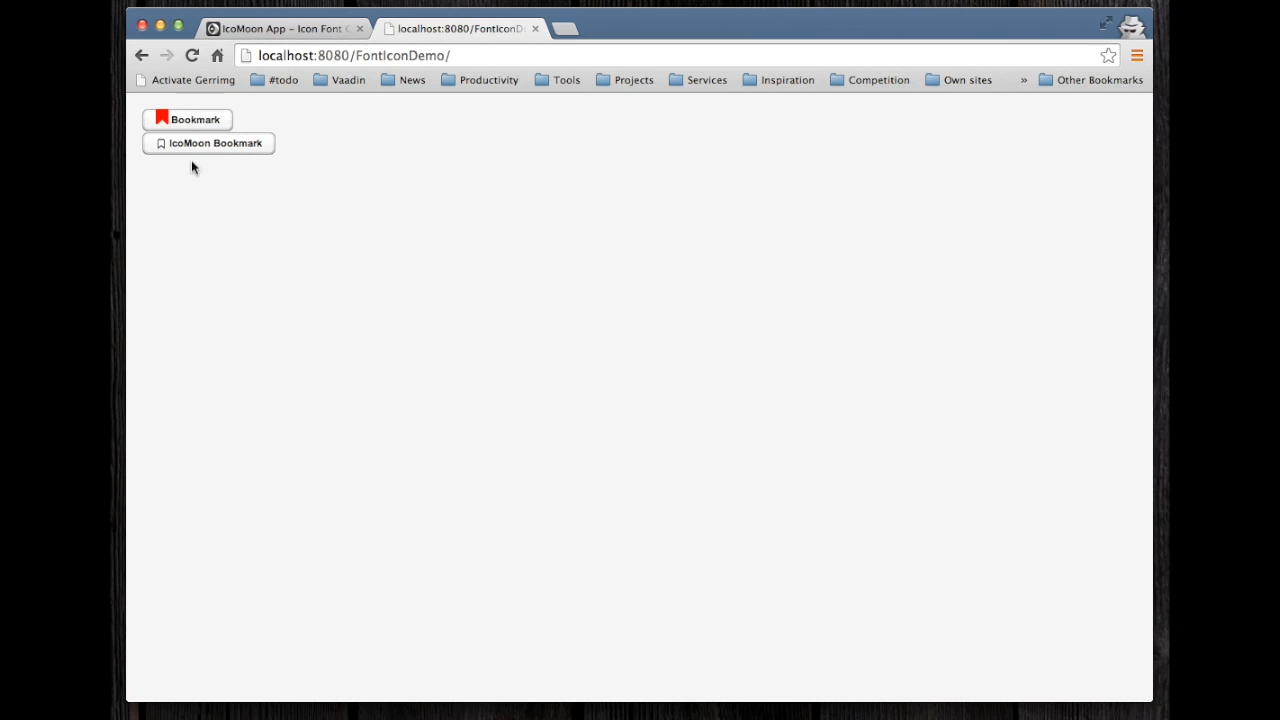 IcoMoon App – Icon Font
localhost:8080/FontIconD
localhost:8080/FontIconDemo/
Activate Gerrimg #todo Vaadin News Productivity Tools Projects Services Inspiration Competition Own sites » Other Bookmarks
Bookmark
IcoMoon Bookmark